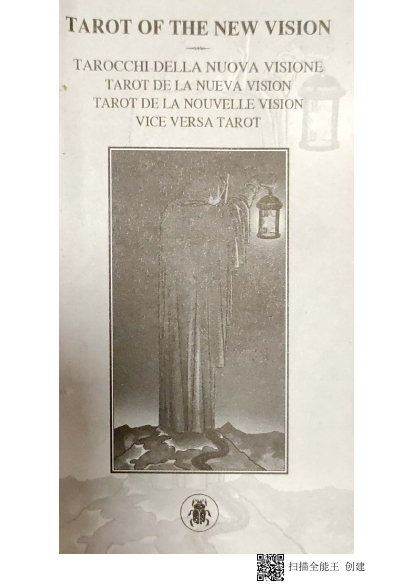 TAROT OF THE NEW VISION
TAROCCHI DELLA NUOVA VISIONE
TAROT DE LA NUEVA VISION
TAROT DE LA NOUVELLE VISION
VICE VERSA TAROT
扫描全能王 创建